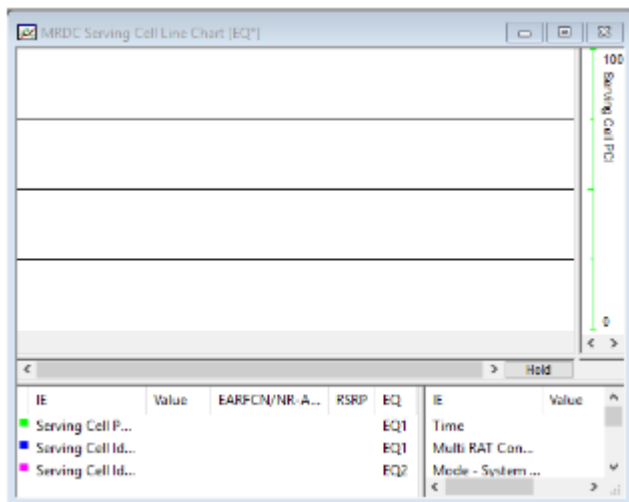 MRDC Serving Cell Line Chart [EQ*]
100
Serving Cell PCI
0
Hold
IE Value EARFCN/NR-A... RSRP EQ IE Value
Serving Cell P... EQ1 Time
Serving Cell Id... EQ1 Multi RAT Con...
Serving Cell Id... EQ2 Mode - System ...